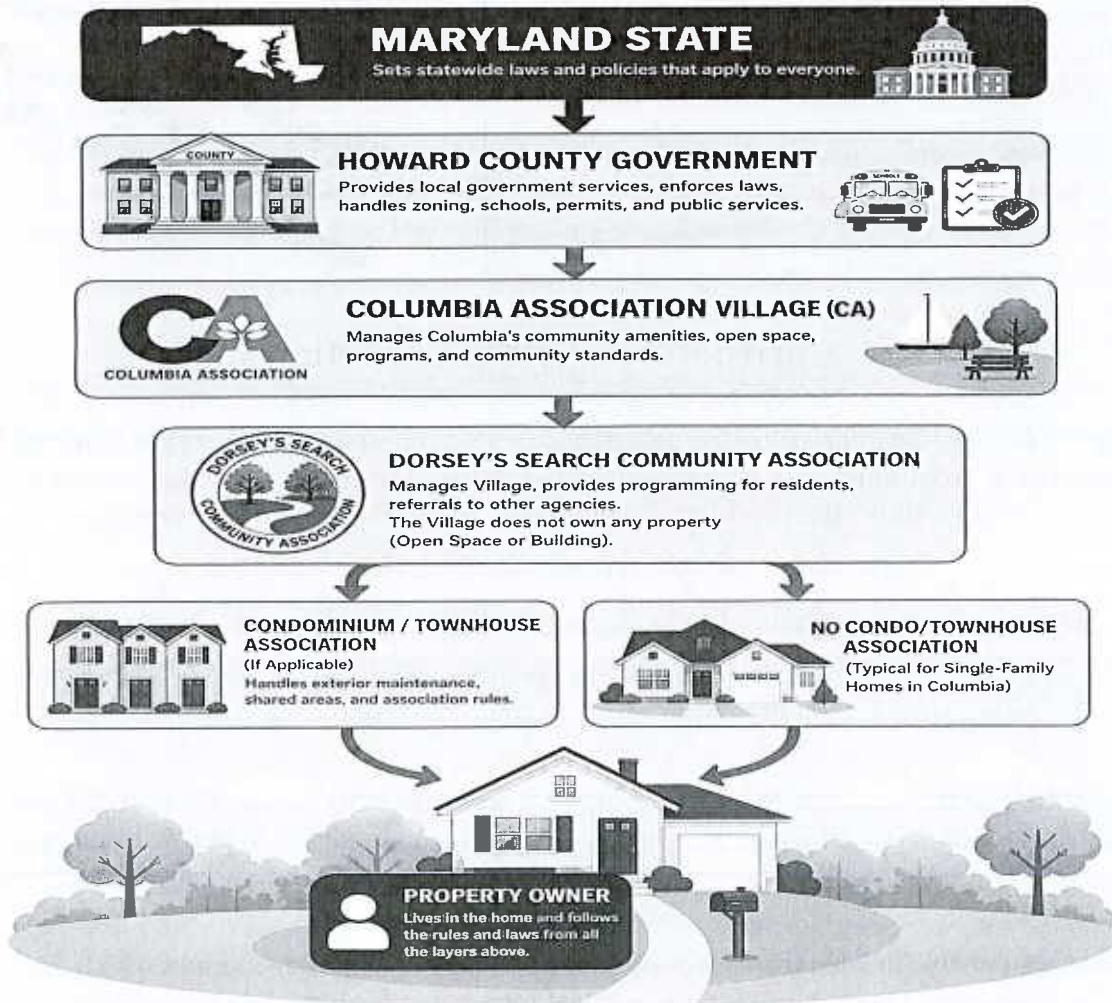 MARYLAND STATE
Sets statewide laws and policies that apply to everyone.
COUNTY
HOWARD COUNTY GOVERNMENT
Provides local government services, enforces laws,
handles zoning, schools, permits, and public services.
SCHOOLS
CA
COLUMBIA ASSOCIATION
COLUMBIA ASSOCIATION VILLAGE (CA)
Manages Columbia's community amenities, open space,
programs, and community standards.
DORSEY'S SEARCH
COMMUNITY ASSOCIATION
DORSEY'S SEARCH COMMUNITY ASSOCIATION
Manages Village, provides programming for residents,
referrals to other agencies.
The Village does not own any property
(Open Space or Building).
CONDOMINIUM / TOWNHOUSE
ASSOCIATION
(If Applicable)
Handles exterior maintenance,
shared areas, and association rules.
NO CONDO/TOWNHOUSE
ASSOCIATION
(Typical for Single-Family
Homes in Columbia)
PROPERTY OWNER
Lives in the home and follows
the rules and laws from all
the layers above.